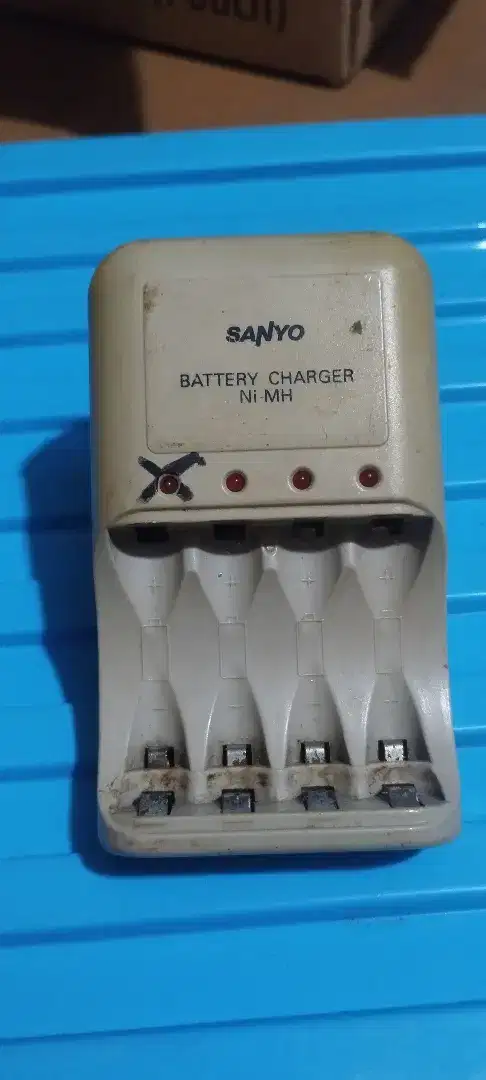 SANYO
BATTERY CHARGER
Ni-MH
+ + + +
- - - -